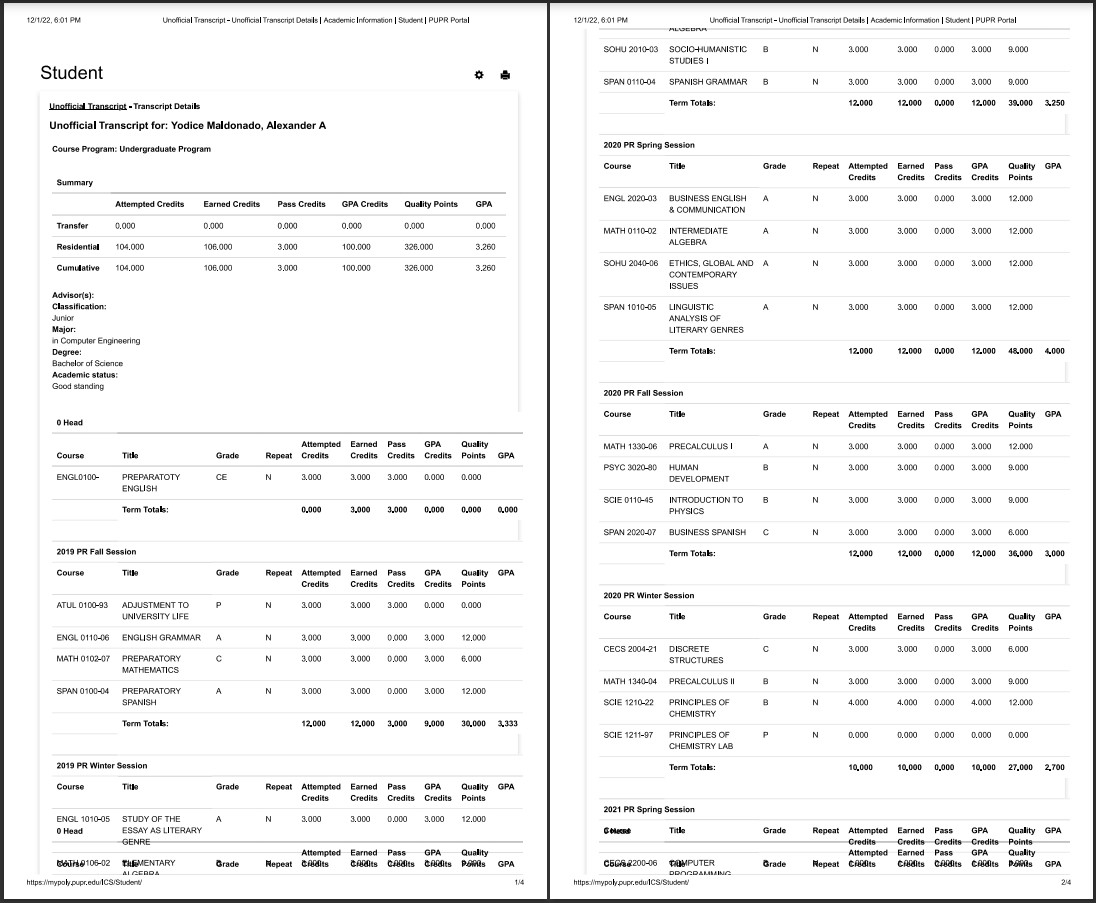 12/1/22, 6:01 PM Unofficial Transcript – Unofficial Transcript Details | Academic Information | Student | PUPR Portal
Student
Unofficial Transcript - Transcript Details
Unofficial Transcript for: Yodice Maldonado, Alexander A
Course Program: Undergraduate Program
Summary
Attempted Credits Earned Credits Pass Credits GPA Credits Quality Points GPA
Transfer 0.000 0.000 0.000 0.000 0.000 0.000
Residential 104.000 106.000 3.000 100.000 326.000 3.260
Cumulative 104.000 106.000 3.000 100.000 326.000 3.260
Advisor(s):
Classification:
Junior
Major:
in Computer Engineering
Degree:
Bachelor of Science
Academic status:
Good standing
0 Head
Attempted Earned Pass GPA Quality
Course Title Grade Repeat Credits Credits Credits Credits Points GPA
ENGL0100- PREPARATOTY CE N 3.000 3.000 3.000 0.000 0.000
ENGLISH
Term Totals: 0.000 3.000 3.000 0.000 0.000 0.000
2019 PR Fall Session
Course Title Grade Repeat Attempted Earned Pass GPA Quality GPA
Credits Credits Credits Credits Points
ATUL 0100-93 ADJUSTMENT TO P N 3.000 3.000 3.000 0.000 0.000
UNIVERSITY LIFE
ENGL 0110-06 ENGLISH GRAMMAR A N 3.000 3.000 0.000 3.000 12.000
MATH 0102-07 PREPARATORY C N 3.000 3.000 0.000 3.000 6.000
MATHEMATICS
SPAN 0100-04 PREPARATORY A N 3.000 3.000 0.000 3.000 12.000
SPANISH
Term Totals: 12.000 12.000 3.000 9.000 30.000 3.333
2019 PR Winter Session
Course Title Grade Repeat Attempted Earned Pass GPA Quality GPA
Credits Credits Credits Credits Points
ENGL 1010-05 STUDY OF THE A N 3.000 3.000 0.000 3.000 12.000
0 Head ESSAY AS LITERARY
GENRE
Attempted Earned Pass GPA Quality
MATH 0106-02 ELEMENTARY Grade Repeat Credits Credits Credits Credits Points GPA
ALGEBRA
https://mypoly.pupr.edu/ICS/Student/ 1/4
12/1/22, 6:01 PM Unofficial Transcript – Unofficial Transcript Details | Academic Information | Student | PUPR Portal
ALGEBRA
SOHU 2010-03 SOCIO-HUMANISTIC B N 3.000 3.000 0.000 3.000 9.000
STUDIES I
SPAN 0110-04 SPANISH GRAMMAR B N 3.000 3.000 0.000 3.000 9.000
Term Totals: 12.000 12.000 0.000 12.000 39.000 3.250
2020 PR Spring Session
Course Title Grade Repeat Attempted Earned Pass GPA Quality GPA
Credits Credits Credits Credits Points
ENGL 2020-03 BUSINESS ENGLISH A N 3.000 3.000 0.000 3.000 12.000
& COMMUNICATION
MATH 0110-02 INTERMEDIATE A N 3.000 3.000 0.000 3.000 12.000
ALGEBRA
SOHU 2040-06 ETHICS, GLOBAL AND A N 3.000 3.000 0.000 3.000 12.000
CONTEMPORARY
ISSUES
SPAN 1010-05 LINGUISTIC A N 3.000 3.000 0.000 3.000 12.000
ANALYSIS OF
LITERARY GENRES
Term Totals: 12.000 12.000 0.000 12.000 48.000 4.000
2020 PR Fall Session
Course Title Grade Repeat Attempted Earned Pass GPA Quality GPA
Credits Credits Credits Credits Points
MATH 1330-06 PRECALCULUS I A N 3.000 3.000 0.000 3.000 12.000
PSYC 3020-80 HUMAN B N 3.000 3.000 0.000 3.000 9.000
DEVELOPMENT
SCIE 0110-45 INTRODUCTION TO B N 3.000 3.000 0.000 3.000 9.000
PHYSICS
SPAN 2020-07 BUSINESS SPANISH C N 3.000 3.000 0.000 3.000 6.000
Term Totals: 12.000 12.000 0.000 12.000 36.000 3.000
2020 PR Winter Session
Course Title Grade Repeat Attempted Earned Pass GPA Quality GPA
Credits Credits Credits Credits Points
CECS 2004-21 DISCRETE C N 3.000 3.000 0.000 3.000 6.000
STRUCTURES
MATH 1340-04 PRECALCULUS II B N 3.000 3.000 0.000 3.000 9.000
SCIE 1210-22 PRINCIPLES OF B N 4.000 4.000 0.000 4.000 12.000
CHEMISTRY
SCIE 1211-97 PRINCIPLES OF P N 0.000 0.000 0.000 0.000 0.000
CHEMISTRY LAB
Term Totals: 10.000 10.000 0.000 10.000 27.000 2.700
2021 PR Spring Session
Title Grade Repeat Attempted Earned Pass GPA Quality GPA
Credits Credits Credits Credits Points
Attempted Earned Pass GPA Quality
CECS 2200-06 COMPUTER Grade Repeat Credits Credits Credits Credits Points GPA
PROGRAMMING
https://mypoly.pupr.edu/ICS/Student/ 2/4